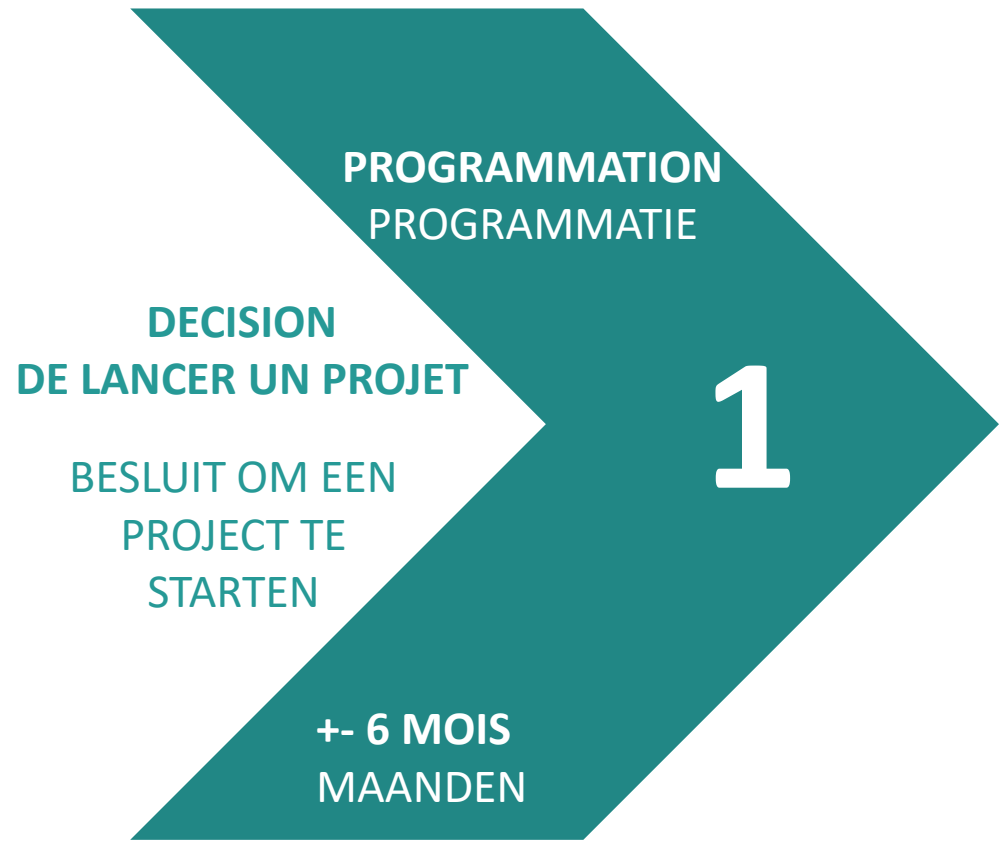 PROGRAMMATION
PROGRAMMATIE
DECISION
DE LANCER UN PROJET
BESLUIT OM EEN
PROJECT TE
STARTEN
1
+- 6 MOIS
MAANDEN